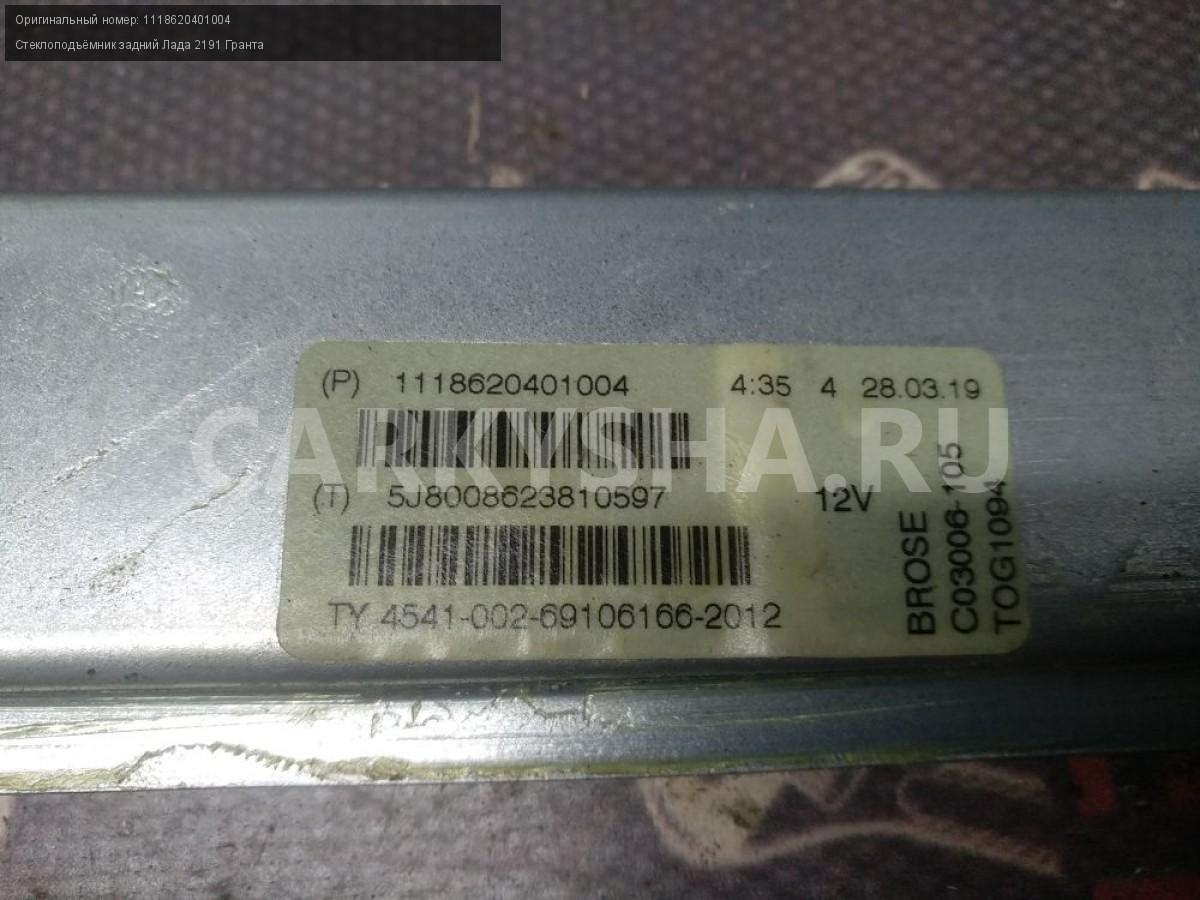 Оригинальный номер: 1118620401004
Стеклоподъёмник задний Лада 2191 Гранта
(P) 1118620401004 4:35 4 28.03.19
CARKYSHA.RU
(T) 5J8008623810597 12V
TY 4541-002-69106166-2012
BROSE
C03006-105
TOG1094